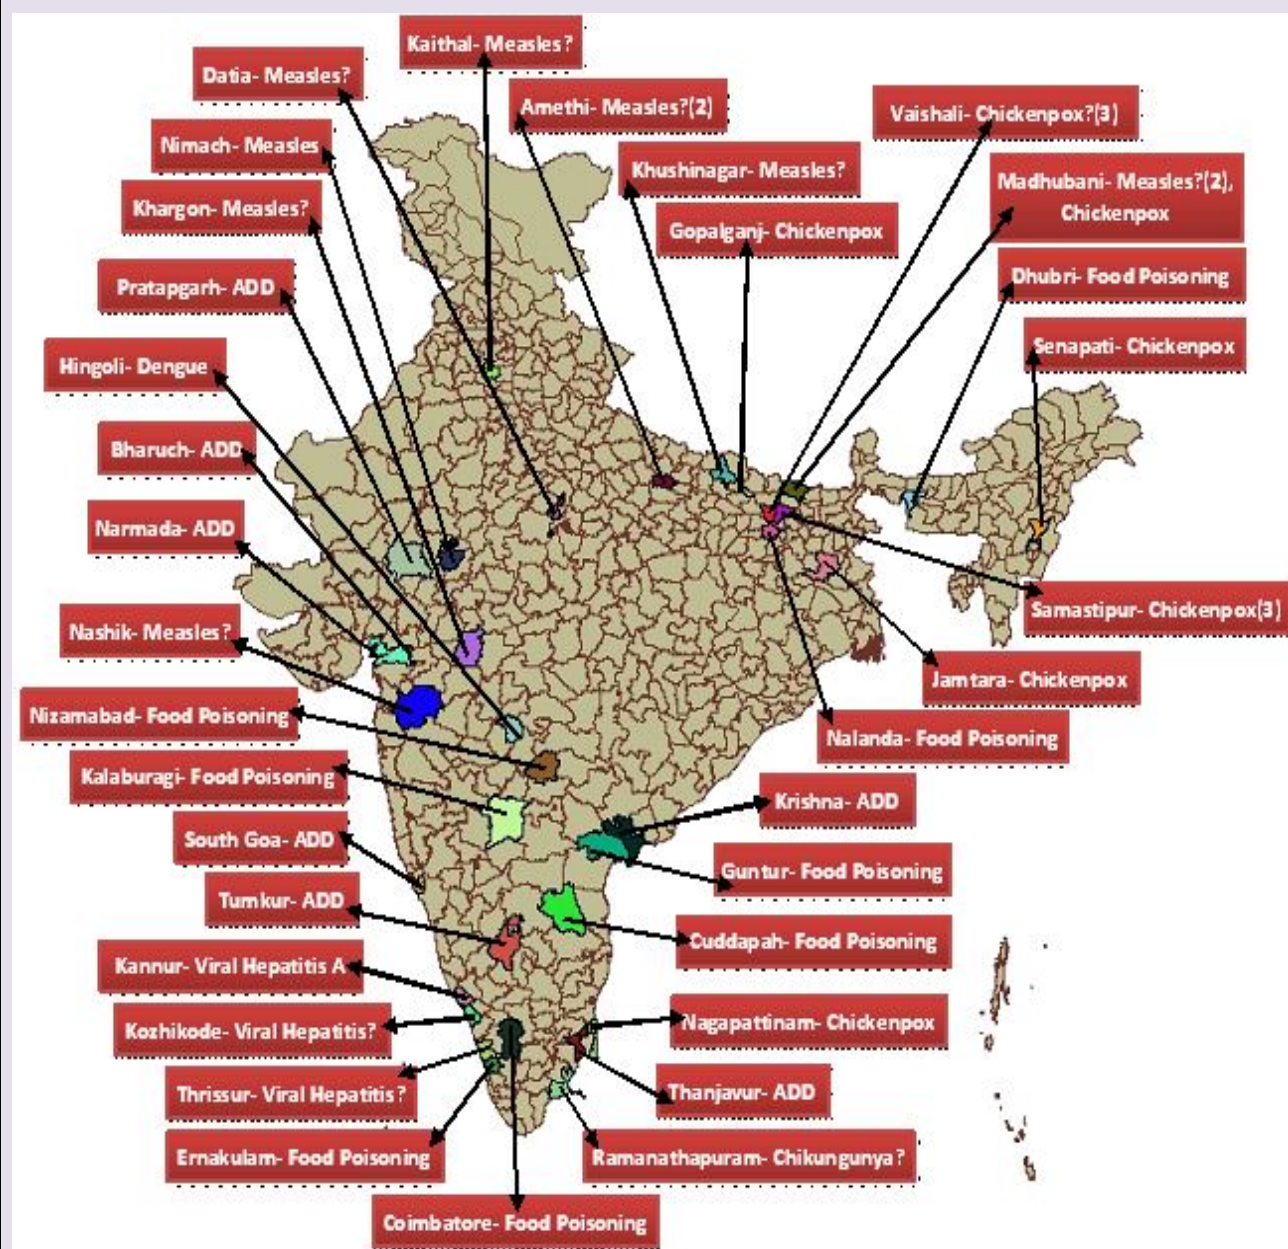 Kaithal- Measles?
Datia- Measles?
Amethi- Measles?(2)
Vaishali- Chickenpox?(3)
Nimach- Measles
Khushinagar- Measles?
Madhubani- Measles?(2),
Chickenpox
Khargon- Measles?
Gopalganj- Chickenpox
Pratapgarh- ADD
Dhubri- Food Poisoning
Hingoli- Dengue
Senapati- Chickenpox
Bharuch- ADD
Narmada- ADD
Nashik- Measles?
Samastipur- Chickenpox(3)
Jamtara- Chickenpox
Nizamabad- Food Poisoning
Nalanda- Food Poisoning
Kalaburagi- Food Poisoning
Krishna- ADD
South Goa- ADD
Guntur- Food Poisoning
Tumkur- ADD
Cuddapah- Food Poisoning
Kannur- Viral Hepatitis A
Nagapattinam- Chickenpox
Kozhikode- Viral Hepatitis?
Thrissur- Viral Hepatitis?
Thanjavur- ADD
Ernakulam- Food Poisoning
Ramanathapuram- Chikungunya?
Coimbatore- Food Poisoning